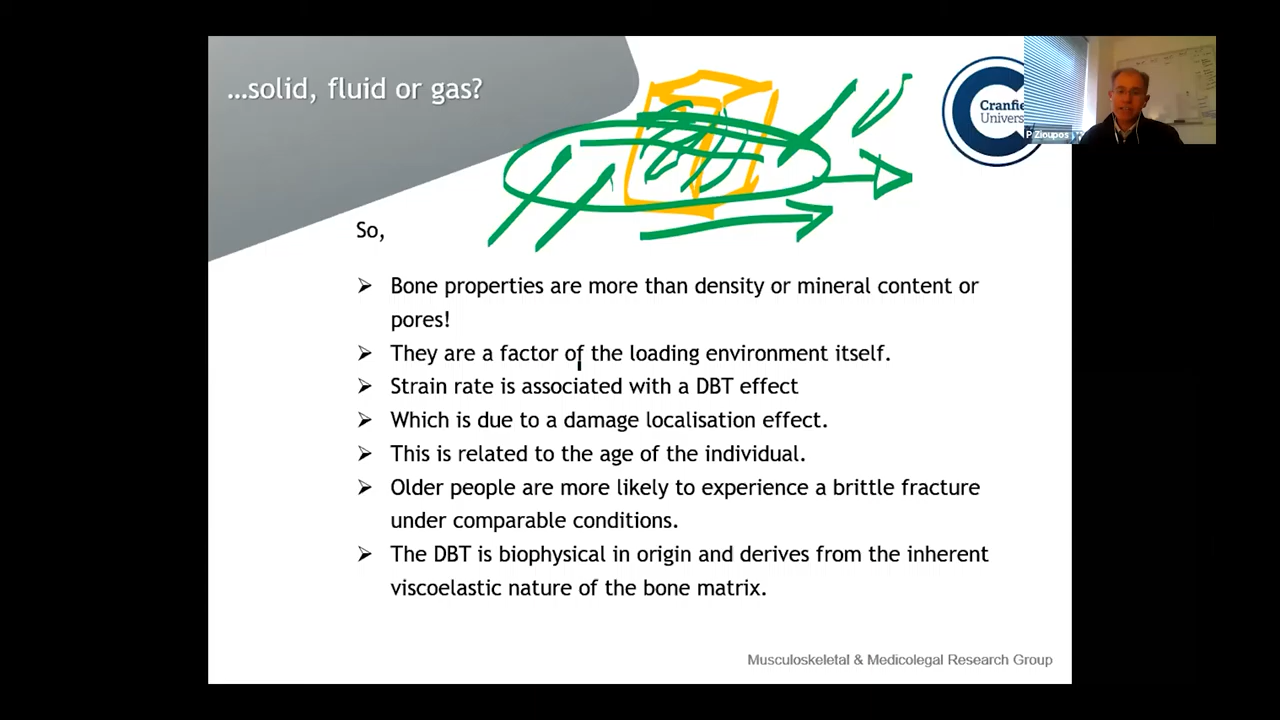 ...solid, fluid or gas?
Cranfie
Univers
P Zioupos
So,
➢ Bone properties are more than density or mineral content or
pores!
➢ They are a factor of the loading environment itself.
➢ Strain rate is associated with a DBT effect
➢ Which is due to a damage localisation effect.
➢ This is related to the age of the individual.
➢ Older people are more likely to experience a brittle fracture
under comparable conditions.
➢ The DBT is biophysical in origin and derives from the inherent
viscoelastic nature of the bone matrix.
Musculoskeletal & Medicolegal Research Group